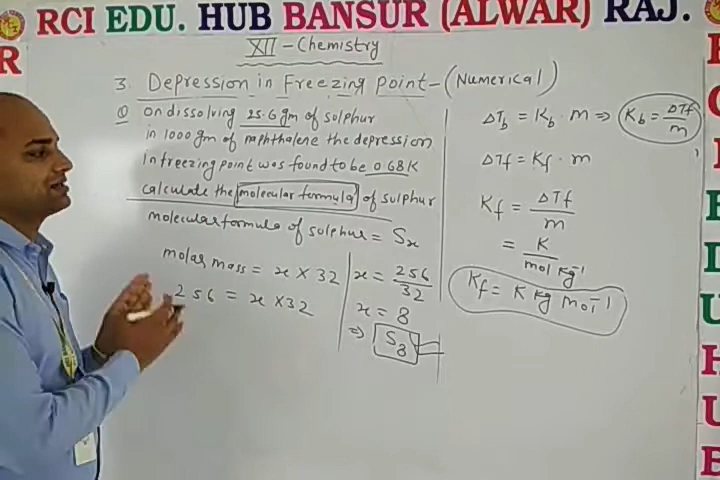 RCI EDU. HUB BANSUR (ALWAR) RAJ.
XII - Chemistry
3. Depression in Freezing point - (Numerical)
Q on dissolving 25.6 gm of sulphur
in 1000 gm of naphthalene the depression
in freezing point was found to be 0.68K
calculate the molecular formula of sulphur
molecular formula of sulphur = Sx
molar mass = x × 32
256 = x × 32
x = 256/32
x = 8
⇒ S8
ΔTb = Kb · m ⇒ Kb = ΔTf/m
ΔTf = Kf · m
Kf = ΔTf/m
= K/mol kg⁻¹
Kf = K kg mol⁻¹
R
R
C
I
E
D
U
H
U
B